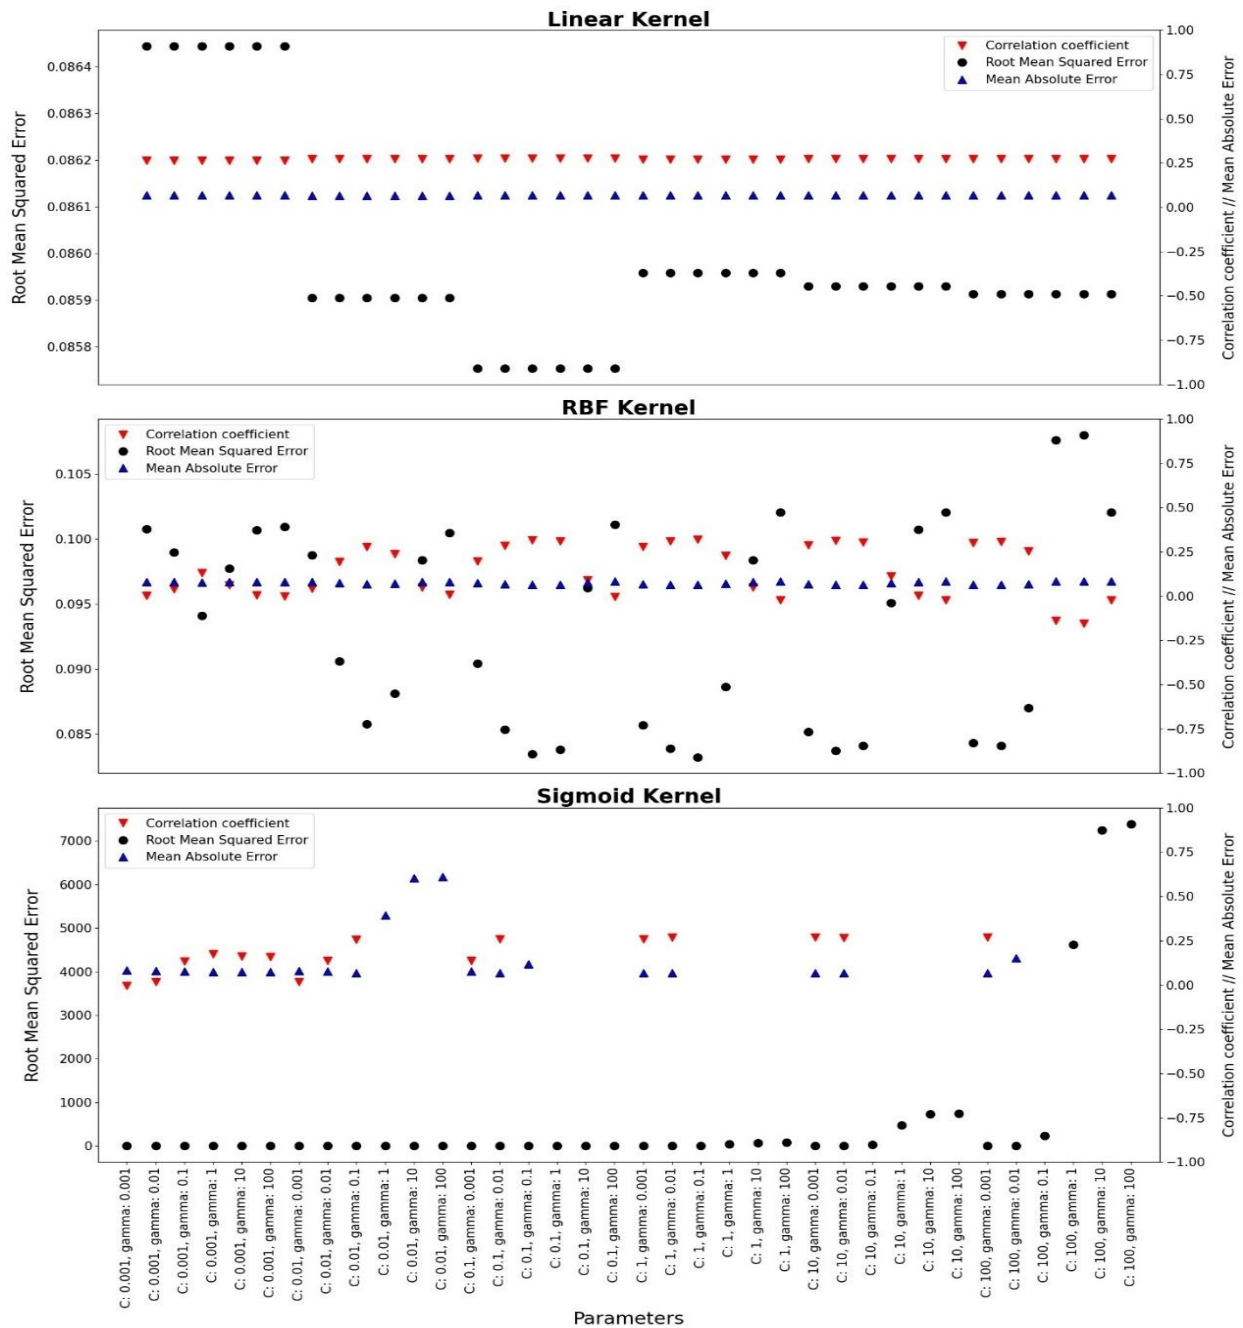 Linear Kernel
Root Mean Squared Error
0.0864
0.0863
0.0862
0.0861
0.0860
0.0859
0.0858
Correlation coefficient
Root Mean Squared Error
Mean Absolute Error
1.00
0.75
0.50
0.25
0.00
−0.25
−0.50
−0.75
−1.00
Correlation coefficient // Mean Absolute Error
RBF Kernel
Root Mean Squared Error
0.105
0.100
0.095
0.090
0.085
Correlation coefficient
Root Mean Squared Error
Mean Absolute Error
1.00
0.75
0.50
0.25
0.00
−0.25
−0.50
−0.75
−1.00
Correlation coefficient // Mean Absolute Error
Sigmoid Kernel
Root Mean Squared Error
7000
6000
5000
4000
3000
2000
1000
0
Correlation coefficient
Root Mean Squared Error
Mean Absolute Error
1.00
0.75
0.50
0.25
0.00
−0.25
−0.50
−0.75
−1.00
Correlation coefficient // Mean Absolute Error
C: 0.001, gamma: 0.001
C: 0.001, gamma: 0.01
C: 0.001, gamma: 0.1
C: 0.001, gamma: 1
C: 0.001, gamma: 10
C: 0.001, gamma: 100
C: 0.01, gamma: 0.001
C: 0.01, gamma: 0.01
C: 0.01, gamma: 0.1
C: 0.01, gamma: 1
C: 0.01, gamma: 10
C: 0.01, gamma: 100
C: 0.1, gamma: 0.001
C: 0.1, gamma: 0.01
C: 0.1, gamma: 0.1
C: 0.1, gamma: 1
C: 0.1, gamma: 10
C: 0.1, gamma: 100
C: 1, gamma: 0.001
C: 1, gamma: 0.01
C: 1, gamma: 0.1
C: 1, gamma: 1
C: 1, gamma: 10
C: 1, gamma: 100
C: 10, gamma: 0.001
C: 10, gamma: 0.01
C: 10, gamma: 0.1
C: 10, gamma: 1
C: 10, gamma: 10
C: 10, gamma: 100
C: 100, gamma: 0.001
C: 100, gamma: 0.01
C: 100, gamma: 0.1
C: 100, gamma: 1
C: 100, gamma: 10
C: 100, gamma: 100
Parameters